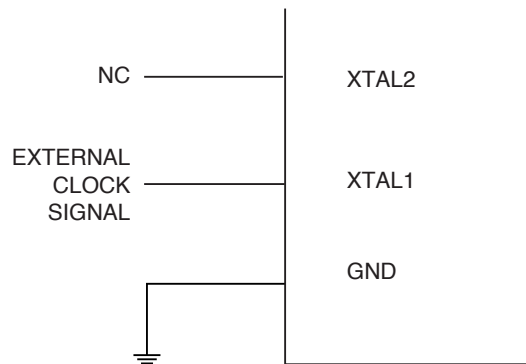 NC
XTAL2
EXTERNAL
CLOCK
SIGNAL
XTAL1
GND